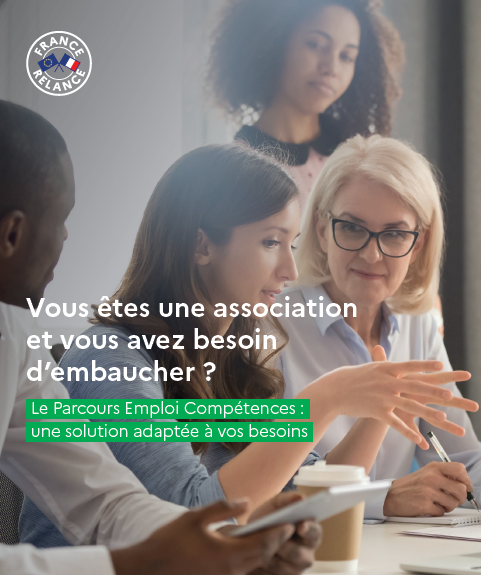 FRANCE
RELANCE
Vous êtes une association
et vous avez besoin
d'embaucher ?
Le Parcours Emploi Compétences :
une solution adaptée à vos besoins